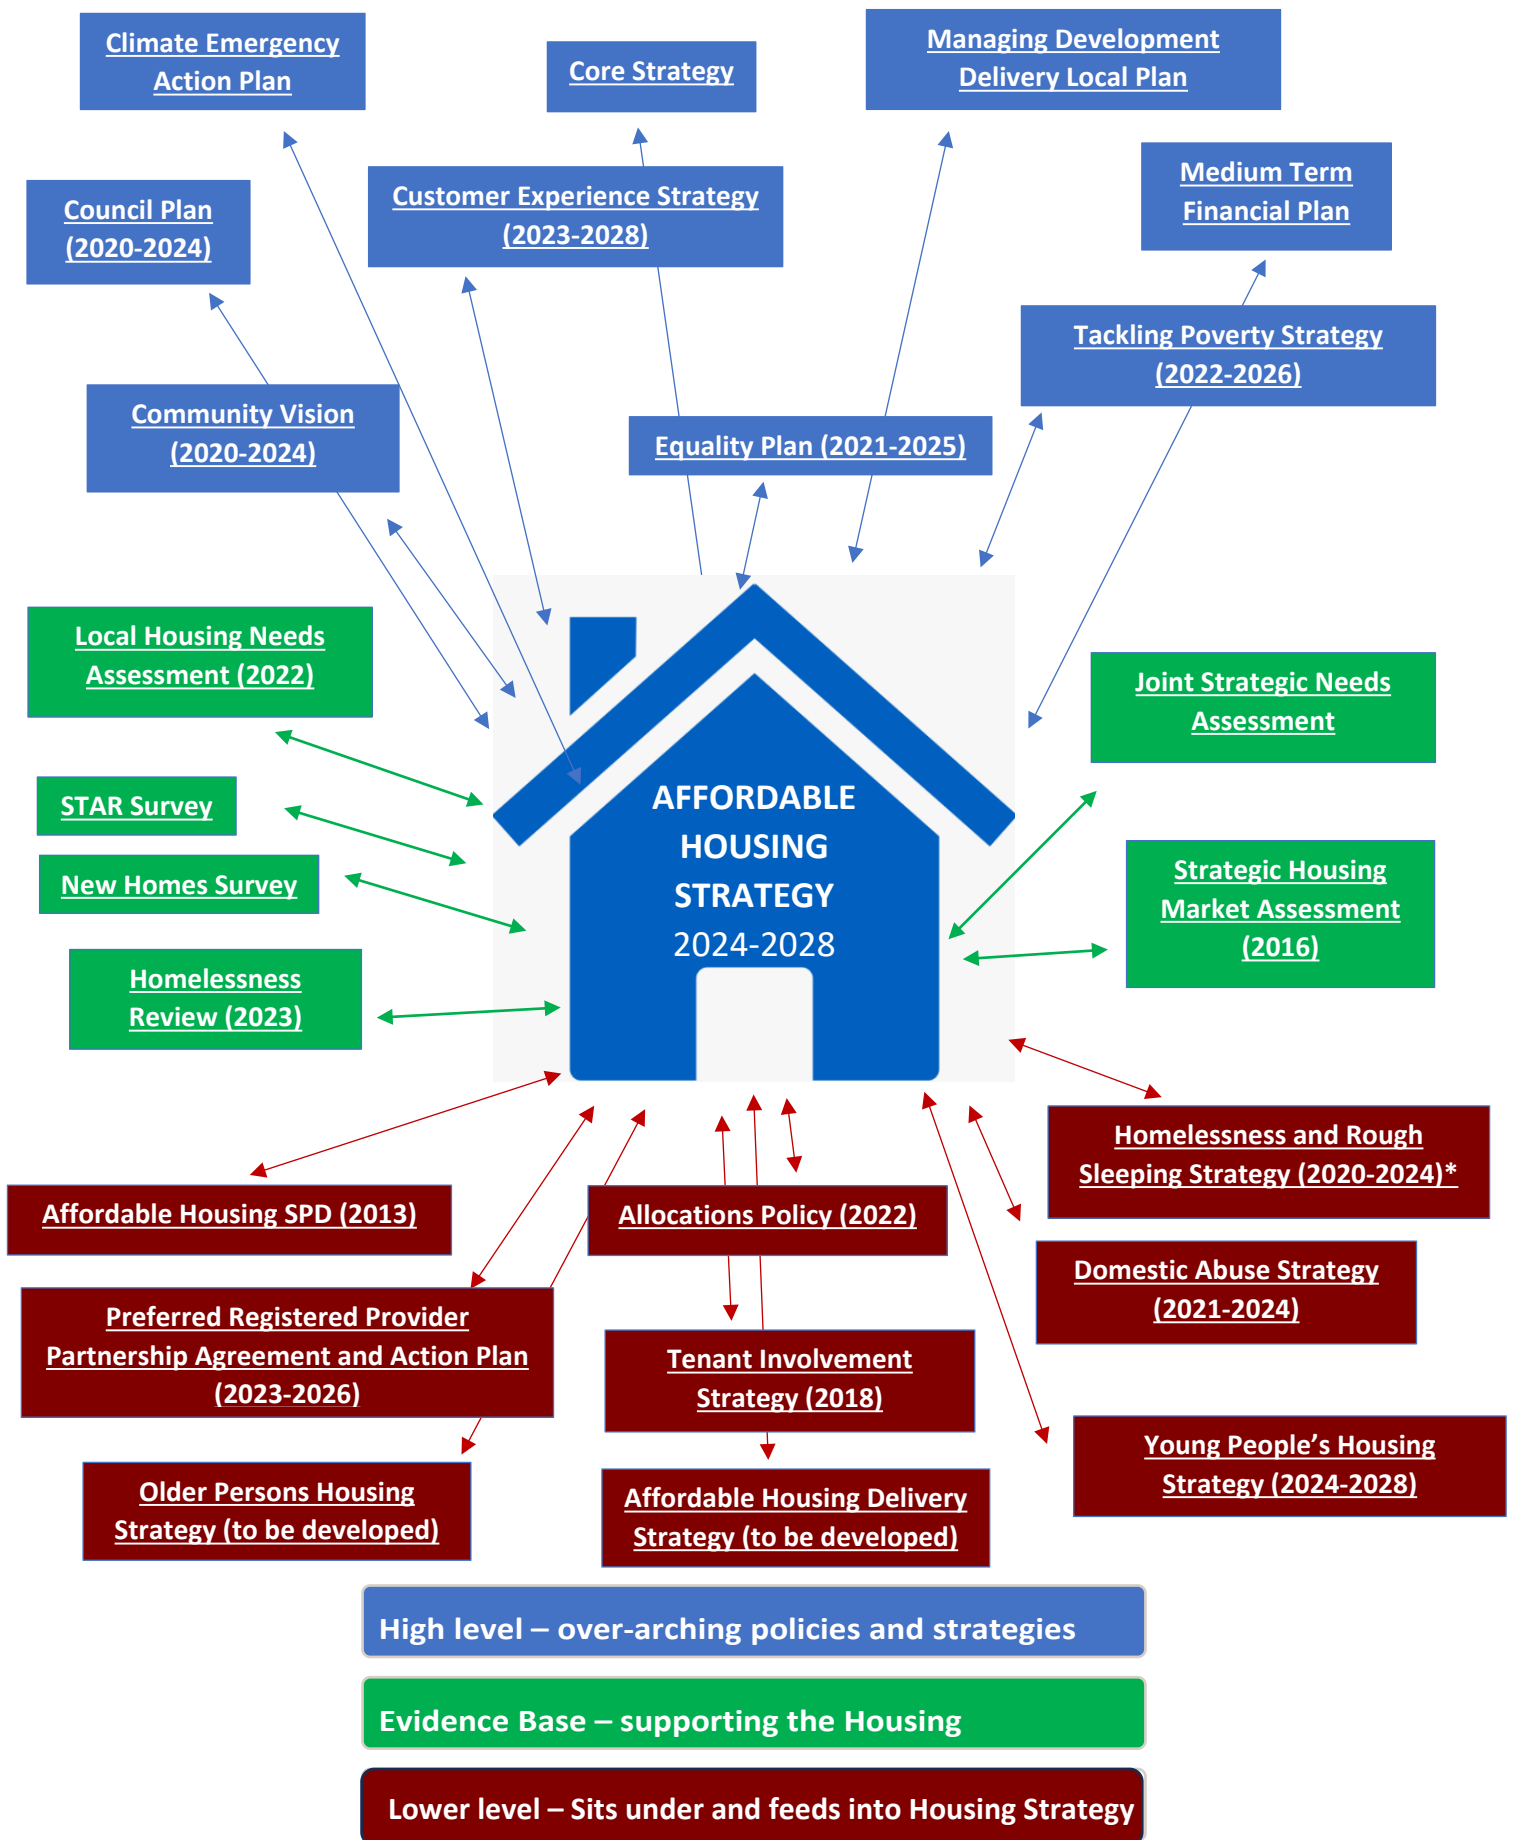 Climate Emergency
Action Plan
Core Strategy
Managing Development
Delivery Local Plan
Council Plan
(2020-2024)
Customer Experience Strategy
(2023-2028)
Medium Term
Financial Plan
Community Vision
(2020-2024)
Equality Plan (2021-2025)
Tackling Poverty Strategy
(2022-2026)
Local Housing Needs
Assessment (2022)
STAR Survey
New Homes Survey
Homelessness
Review (2023)
AFFORDABLE
HOUSING
STRATEGY
2024-2028
Joint Strategic Needs
Assessment
Strategic Housing
Market Assessment
(2016)
Affordable Housing SPD (2013)
Allocations Policy (2022)
Homelessness and Rough
Sleeping Strategy (2020-2024)*
Preferred Registered Provider
Partnership Agreement and Action Plan
(2023-2026)
Tenant Involvement
Strategy (2018)
Domestic Abuse Strategy
(2021-2024)
Older Persons Housing
Strategy (to be developed)
Affordable Housing Delivery
Strategy (to be developed)
Young People’s Housing
Strategy (2024-2028)
High level – over-arching policies and strategies
Evidence Base – supporting the Housing
Lower level – Sits under and feeds into Housing Strategy